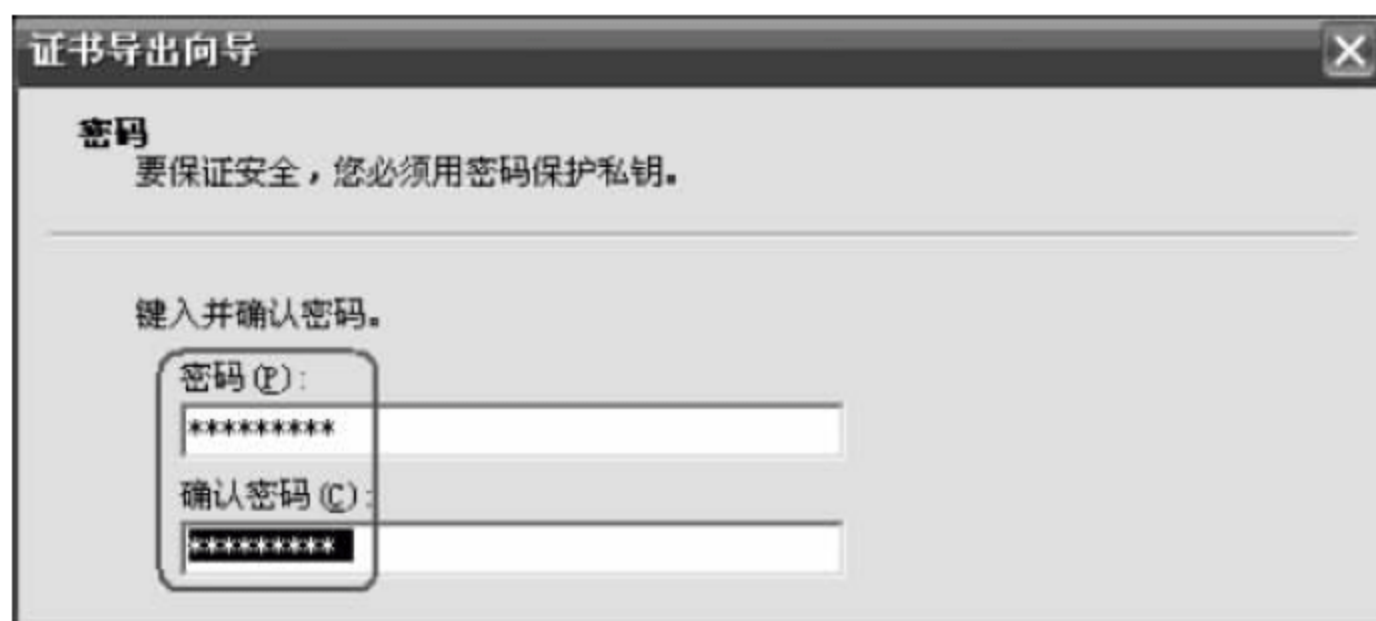 证书导出向导
密码
要保证安全，您必须用密码保护私钥。
键入并确认密码。
密码(P):
*********
确认密码(C):
*********